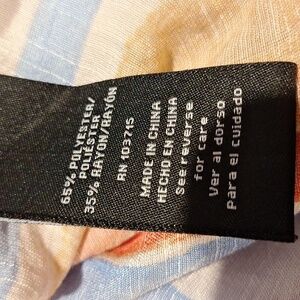 65% POLYESTER/
POLIÉSTER
35% RAYON/RAYÓN
RN 103715
MADE IN CHINA
HECHO EN CHINA
See reverse
for care
Ver al dorso
Para el cuidado